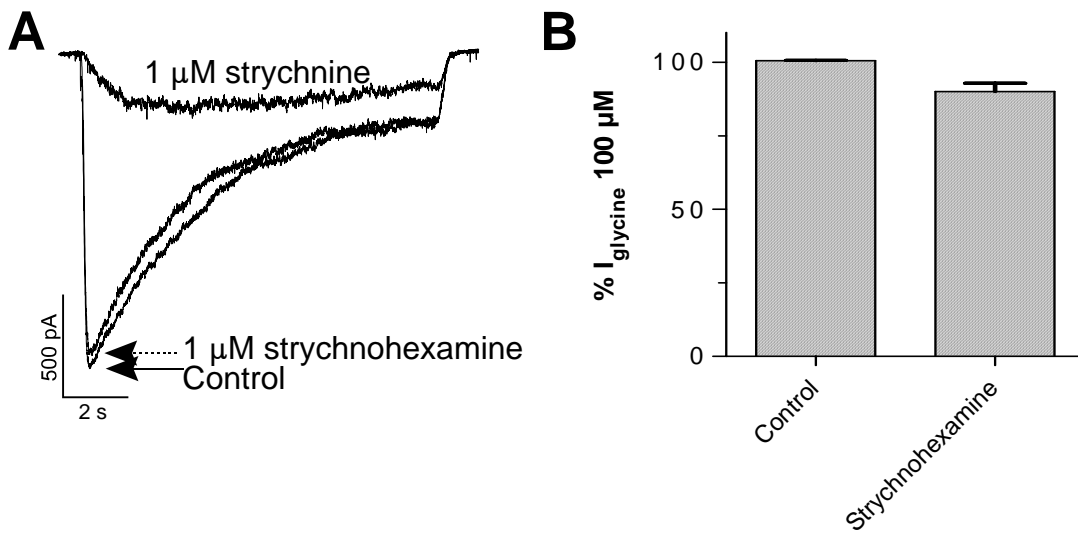 A
1 μM strychnine
1 μM strychnohexamine
Control
500 pA
2 s
B
% I glycine 100 μM
100
50
0
Control
Strychnohexamine